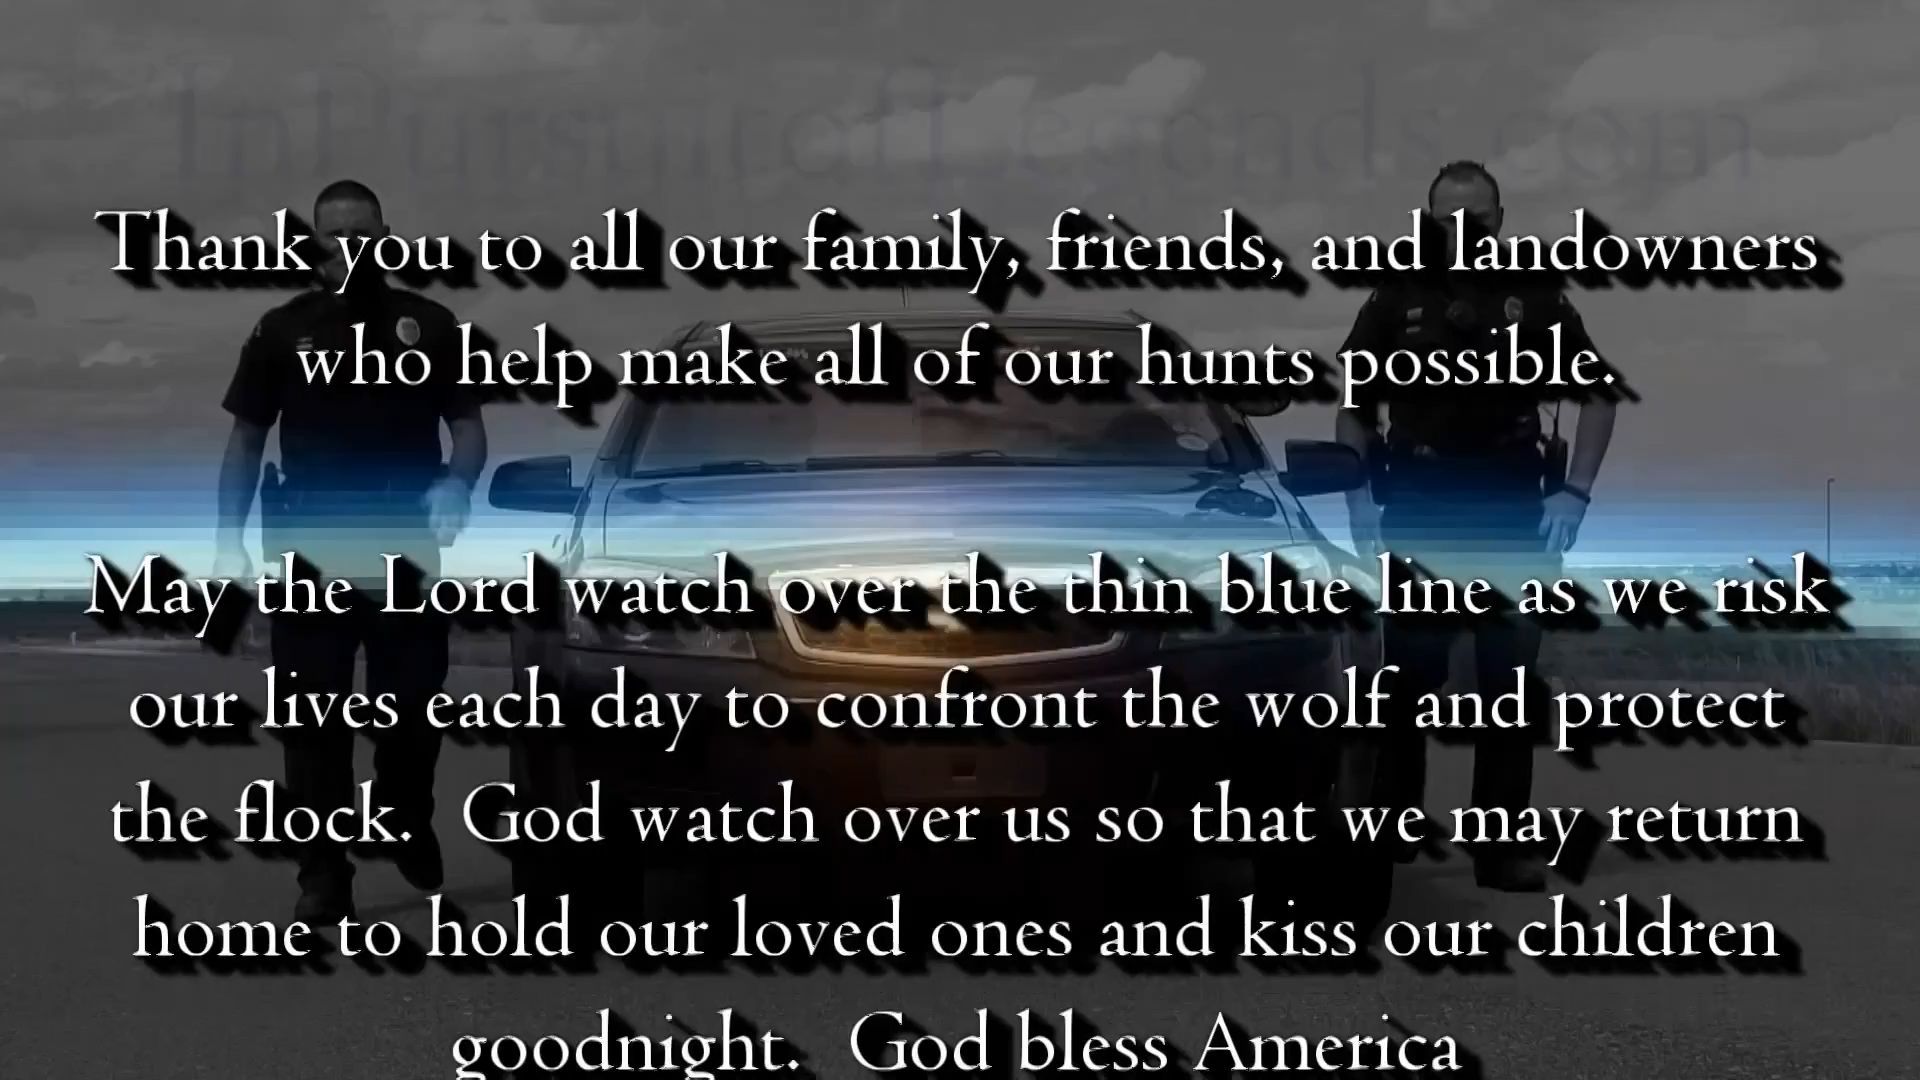 InPursuitofLegends.com
Thank you to all our family, friends, and landowners
who help make all of our hunts possible.
May the Lord watch over the thin blue line as we risk
our lives each day to confront the wolf and protect
the flock.  God watch over us so that we may return
home to hold our loved ones and kiss our children
goodnight.  God bless America